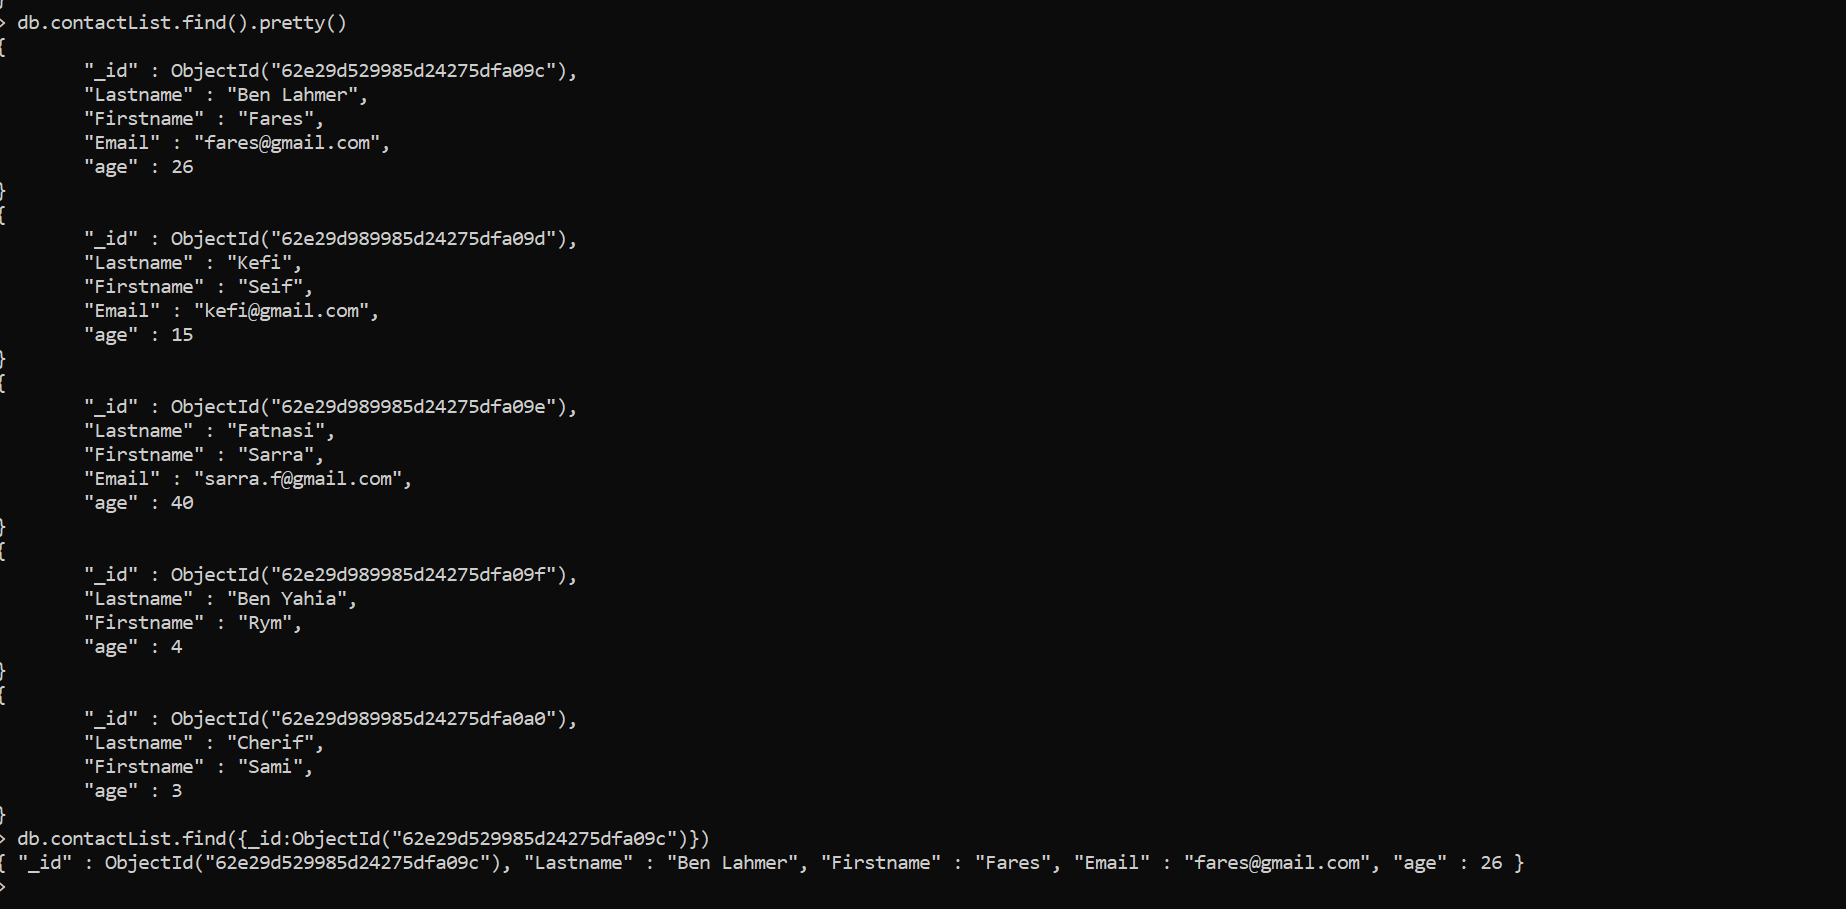 > db.contactList.find().pretty()
{
"_id" : ObjectId("62e29d529985d24275dfa09c"),
"Lastname" : "Ben Lahmer",
"Firstname" : "Fares",
"Email" : "fares@gmail.com",
"age" : 26
}
{
"_id" : ObjectId("62e29d989985d24275dfa09d"),
"Lastname" : "Kefi",
"Firstname" : "Seif",
"Email" : "kefi@gmail.com",
"age" : 15
}
{
"_id" : ObjectId("62e29d989985d24275dfa09e"),
"Lastname" : "Fatnasi",
"Firstname" : "Sarra",
"Email" : "sarra.f@gmail.com",
"age" : 40
}
{
"_id" : ObjectId("62e29d989985d24275dfa09f"),
"Lastname" : "Ben Yahia",
"Firstname" : "Rym",
"age" : 4
}
{
"_id" : ObjectId("62e29d989985d24275dfa0a0"),
"Lastname" : "Cherif",
"Firstname" : "Sami",
"age" : 3
}
> db.contactList.find({_id:ObjectId("62e29d529985d24275dfa09c")})
{ "_id" : ObjectId("62e29d529985d24275dfa09c"), "Lastname" : "Ben Lahmer", "Firstname" : "Fares", "Email" : "fares@gmail.com", "age" : 26 }
>